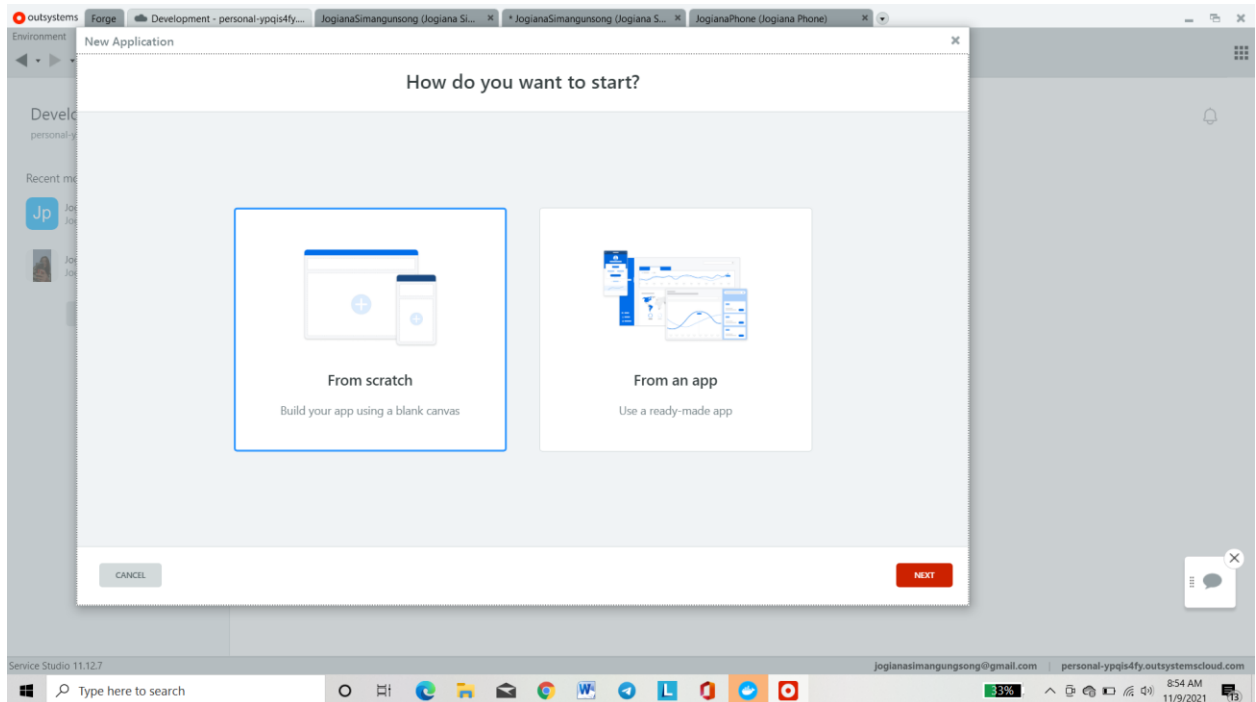 outsystems Forge Development - personal-ypqis4fy.... JogianaSimangunsong (Jogiana Si... * JogianaSimangunsong (Jogiana S... JogianaPhone (Jogiana Phone)
Environment
New Application
How do you want to start?
Develo
personal-y
Recent mo
Jp
From scratch
From an app
Build your app using a blank canvas
Use a ready-made app
CANCEL
NEXT
Service Studio 11.12.7
jogianasimangungsong@gmail.com
personal-ypqis4fy.outsystemscloud.com
Type here to search
33%
8:54 AM
11/9/2021
13